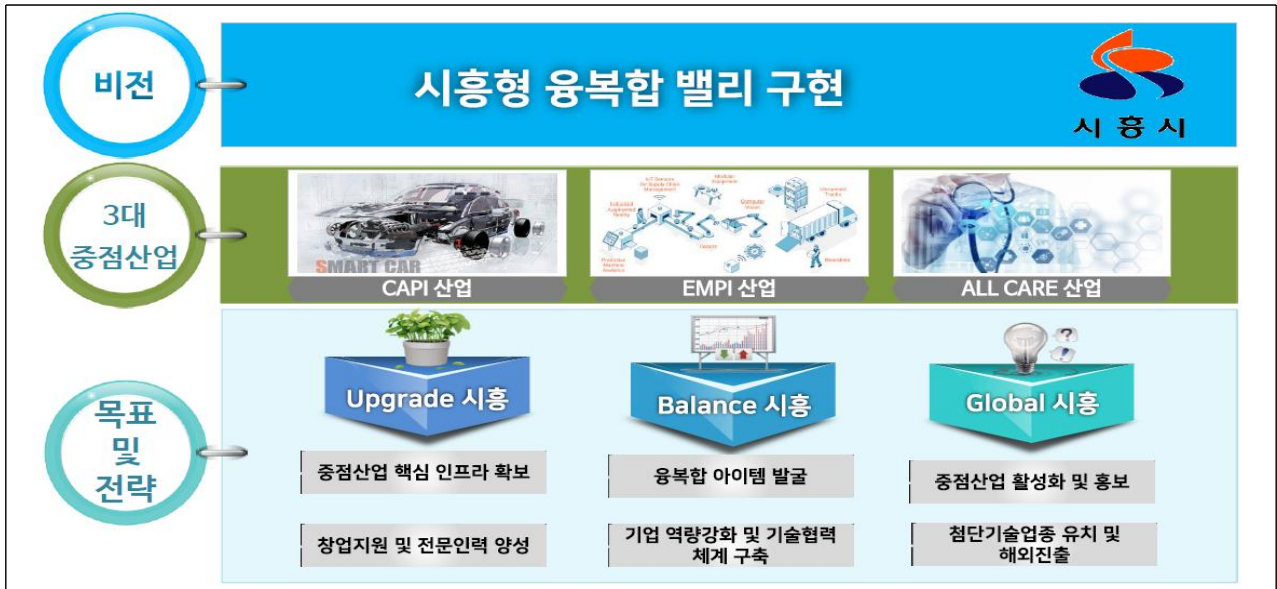 비전
시흥형 융복합 밸리 구현
시흥시
3대
중점산업
SMART CAR
CAPI 산업
EMPI 산업
ALL CARE 산업
목표
및
전략
Upgrade 시흥
Balance 시흥
Global 시흥
중점산업 핵심 인프라 확보
융복합 아이템 발굴
중점산업 활성화 및 홍보
창업지원 및 전문인력 양성
기업 역량강화 및 기술협력
체계 구축
첨단기술업종 유치 및
해외진출